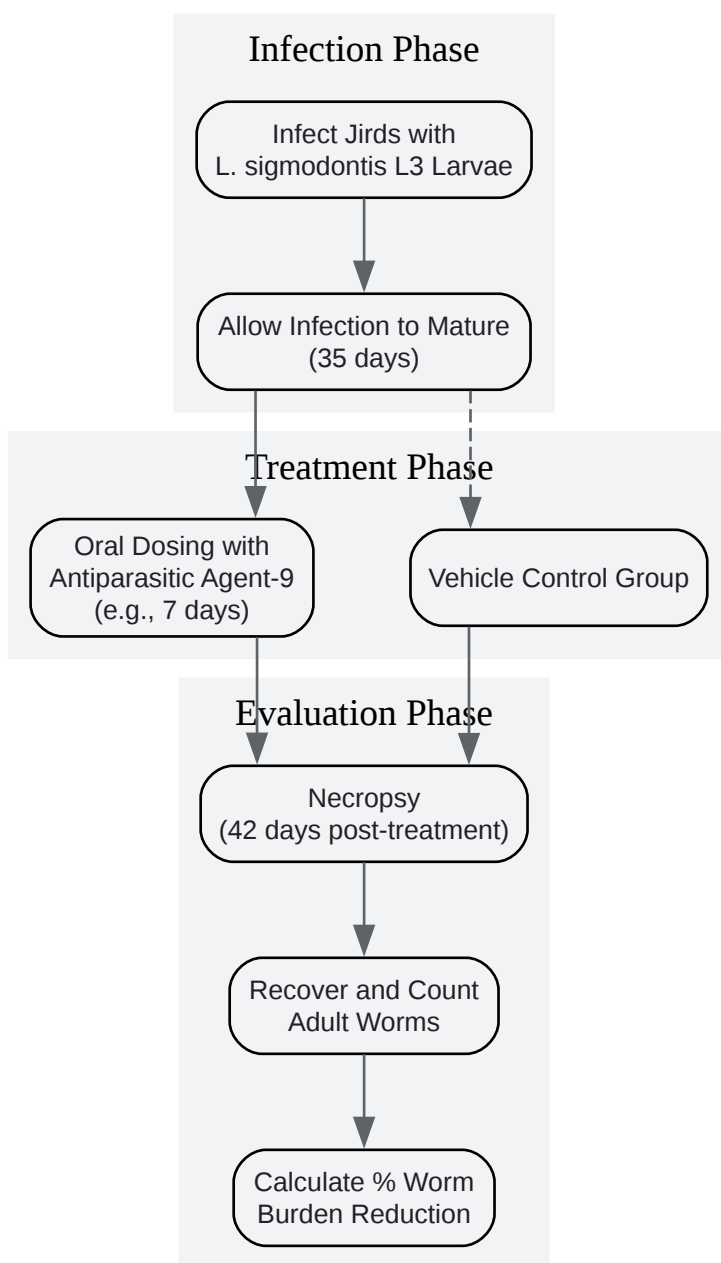 Infection Phase
Infect Jirds with
L. sigmodontis L3 Larvae
Allow Infection to Mature
(35 days)
Treatment Phase
Oral Dosing with
Antiparasitic Agent-9
(e.g., 7 days)
Vehicle Control Group
Evaluation Phase
Necropsy
(42 days post-treatment)
Recover and Count
Adult Worms
Calculate % Worm
Burden Reduction